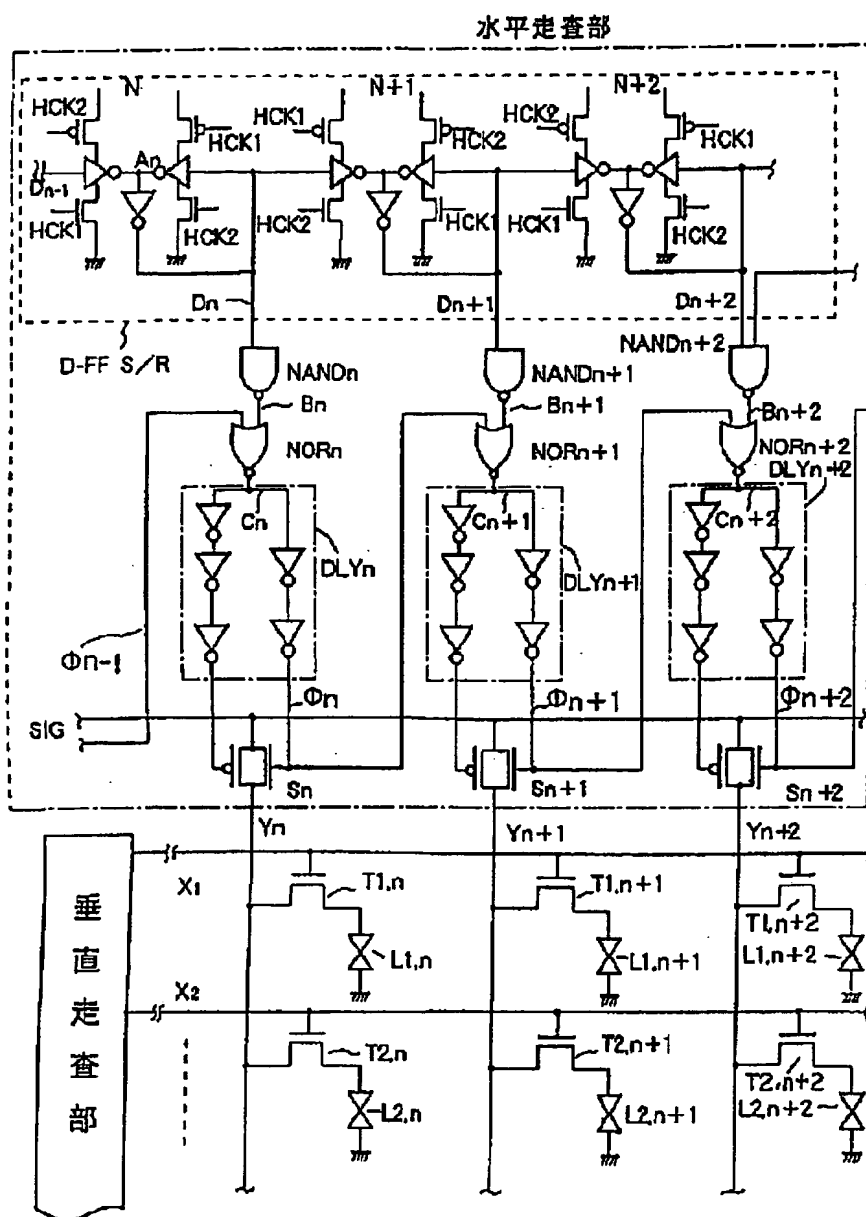 水平走査部
N
N+1
N+2
HCK2
HCK1
HCK1
HCK2
HCK2
HCK1
An
Dn-1
HCK1
HCK2
HCK2
HCK1
HCK1
HCK2
Dn
Dn+1
Dn+2
D-FF S/R
NANDn
NANDn+1
NANDn+2
Bn
Bn+1
Bn+2
NORn
NORn+1
NORn+2
DLYn+2
Cn
Cn+1
Cn+2
DLYn
DLYn+1
Φn-1
Φn
Φn+1
Φn+2
SIG
Sn
Sn+1
Sn+2
Yn
Yn+1
Yn+2
垂直走査部
X1
T1,n
T1,n+1
T1,n+2
L1,n
L1,n+1
L1,n+2
X2
T2,n
T2,n+1
T2,n+2
L2,n
L2,n+1
L2,n+2